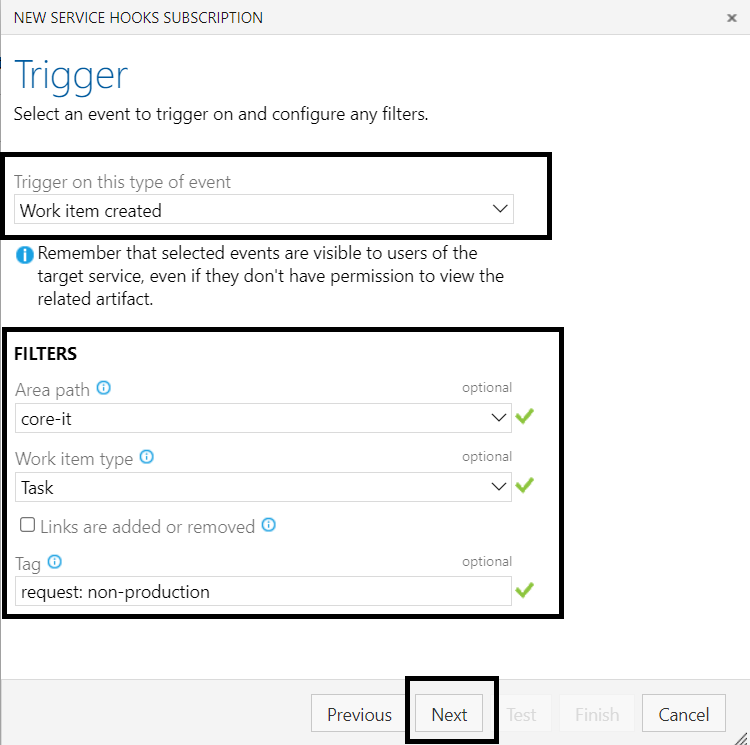 NEW SERVICE HOOKS SUBSCRIPTION
Trigger
Select an event to trigger on and configure any filters.
Trigger on this type of event
Work item created
Remember that selected events are visible to users of the
target service, even if they don't have permission to view the
related artifact.
FILTERS
Area path optional
core-it
Work item type optional
Task
Links are added or removed
Tag optional
request: non-production
Previous Next Test Finish Cancel